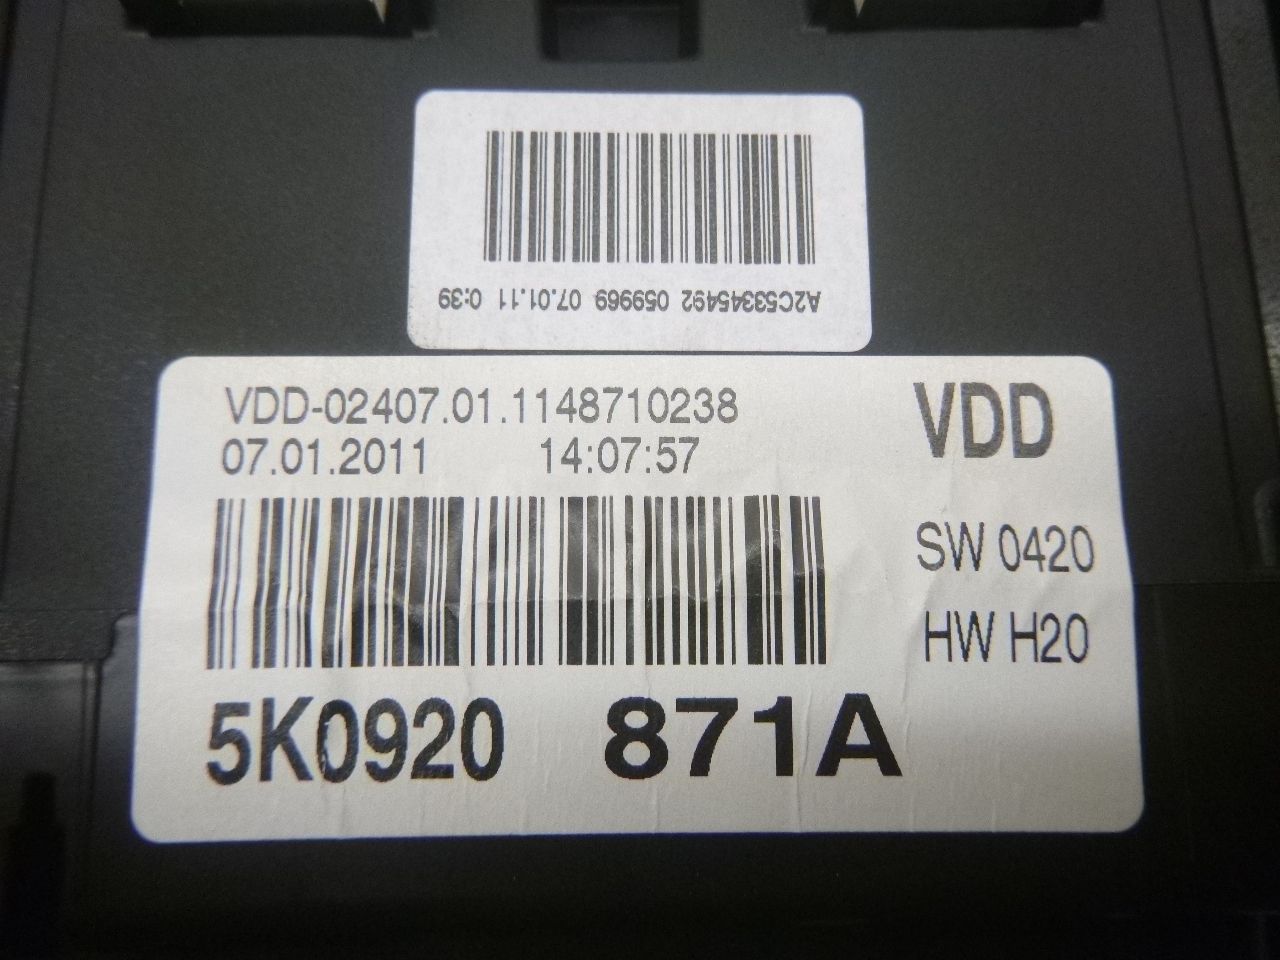 A2C53345492 059969 07.01.11 0:39
VDD-02407.01.1148710238
07.01.2011 14:07:57
VDD
SW 0420
HW H20
5K0920 871A